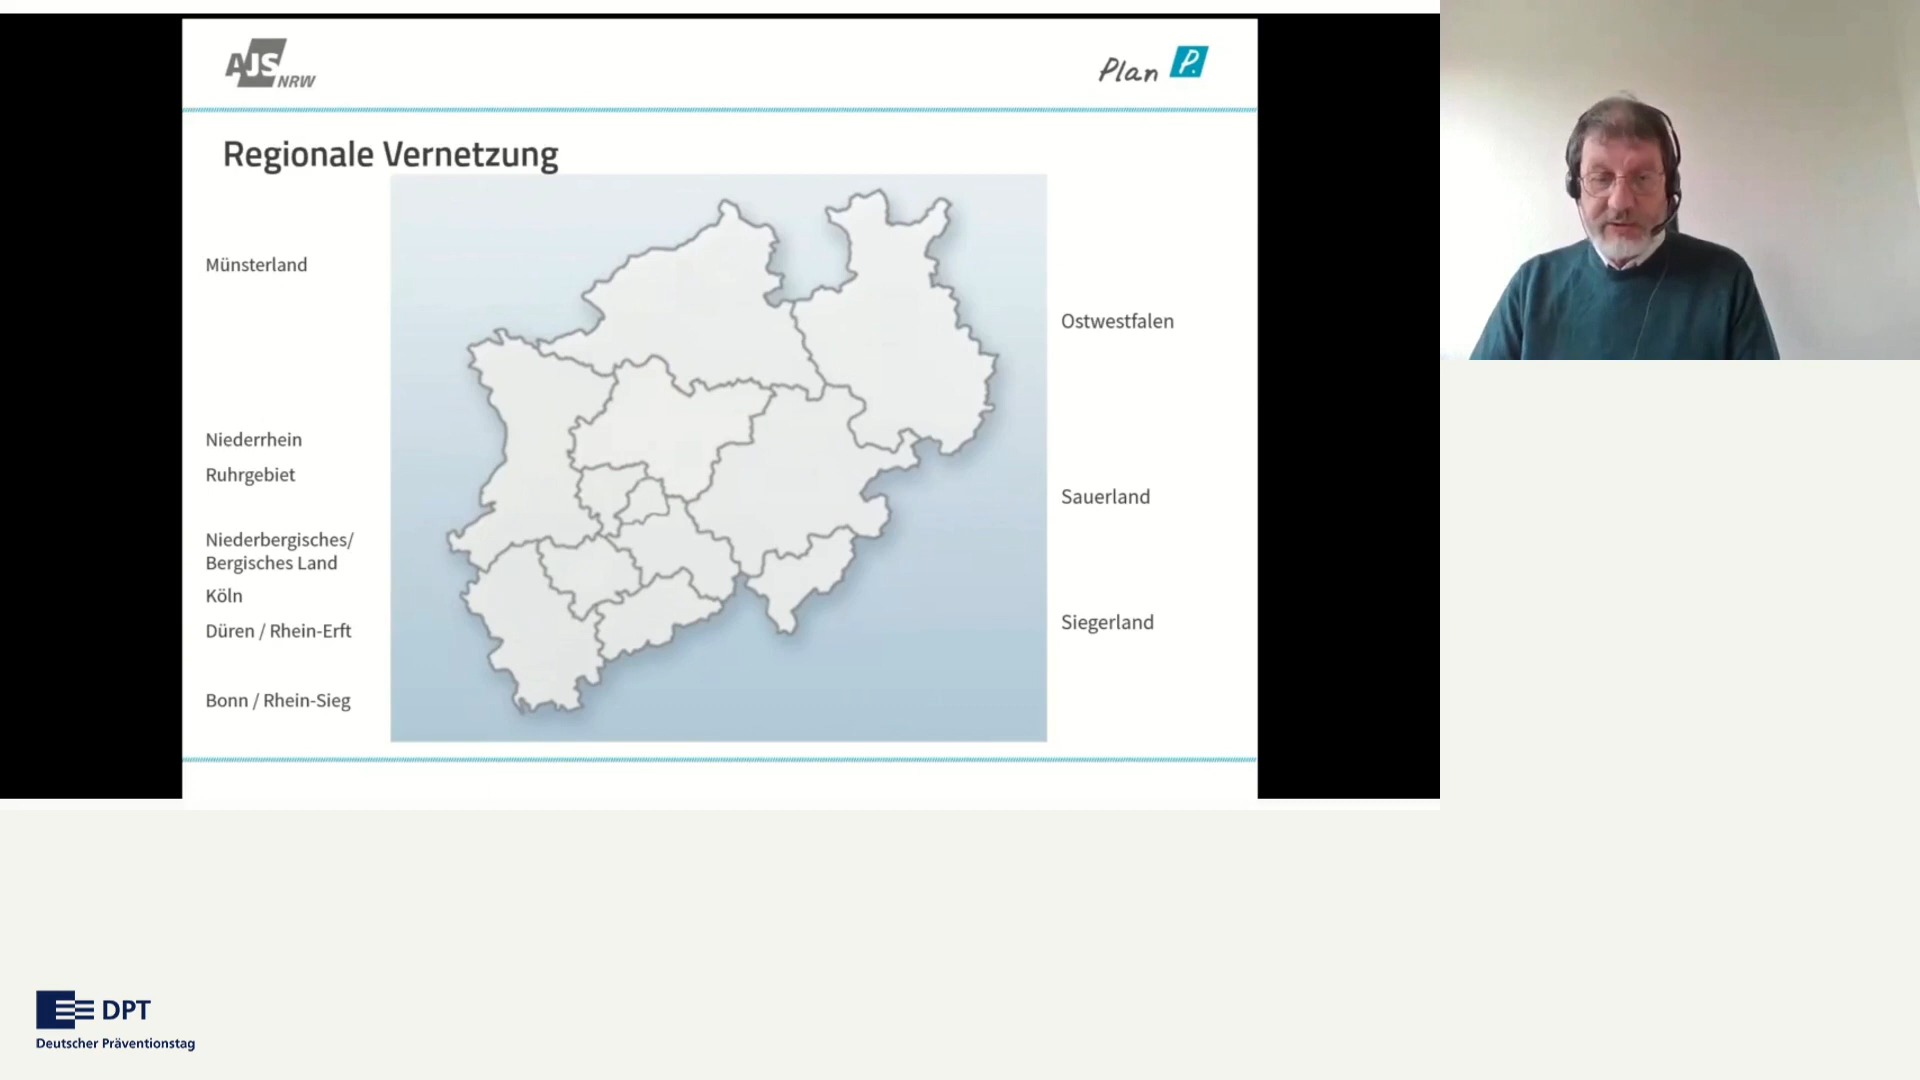 AJS NRW
Plan P.
Regionale Vernetzung
Münsterland
Niederrhein
Ruhrgebiet
Niederbergisches/
Bergisches Land
Köln
Düren / Rhein-Erft
Bonn / Rhein-Sieg
Ostwestfalen
Sauerland
Siegerland
DPT
Deutscher Präventionstag